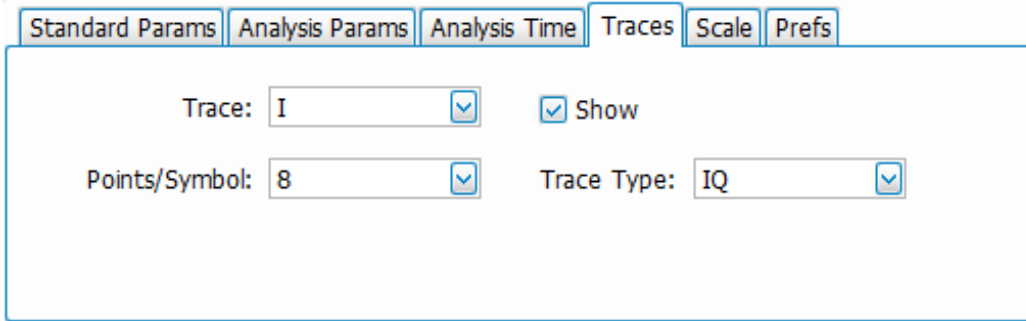 Standard Params Analysis Params Analysis Time Traces Scale Prefs
Trace: I Show
Points/Symbol: 8 Trace Type: IQ